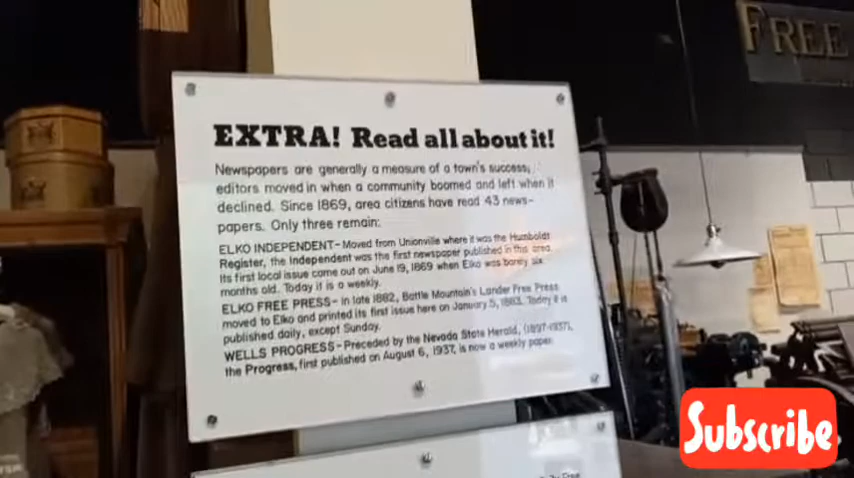 FREE
EXTRA! Read all about it!
Newspapers are generally a measure of a town's success;
editors moved in when a community boomed and left when it
declined. Since 1869, area citizens have read 43 news-
papers. Only three remain:
ELKO INDEPENDENT-Moved from Unionville where it was the Humboldt
Register, the Independent was the first newspaper published in this area.
Its first local issue came out on June 19, 1869 when Elko was barely six
months old. Today it is a weekly.
ELKO FREE PRESS - In late 1882, Battle Mountain's Lander Free Press
moved to Elko and printed its first issue here on January 5, 1883. Today it is
published daily, except Sunday.
WELLS PROGRESS - Preceded by the Nevada State Herald, (1897-1937),
the Progress, first published on August 6, 1937, is now a weekly paper.
Subscribe